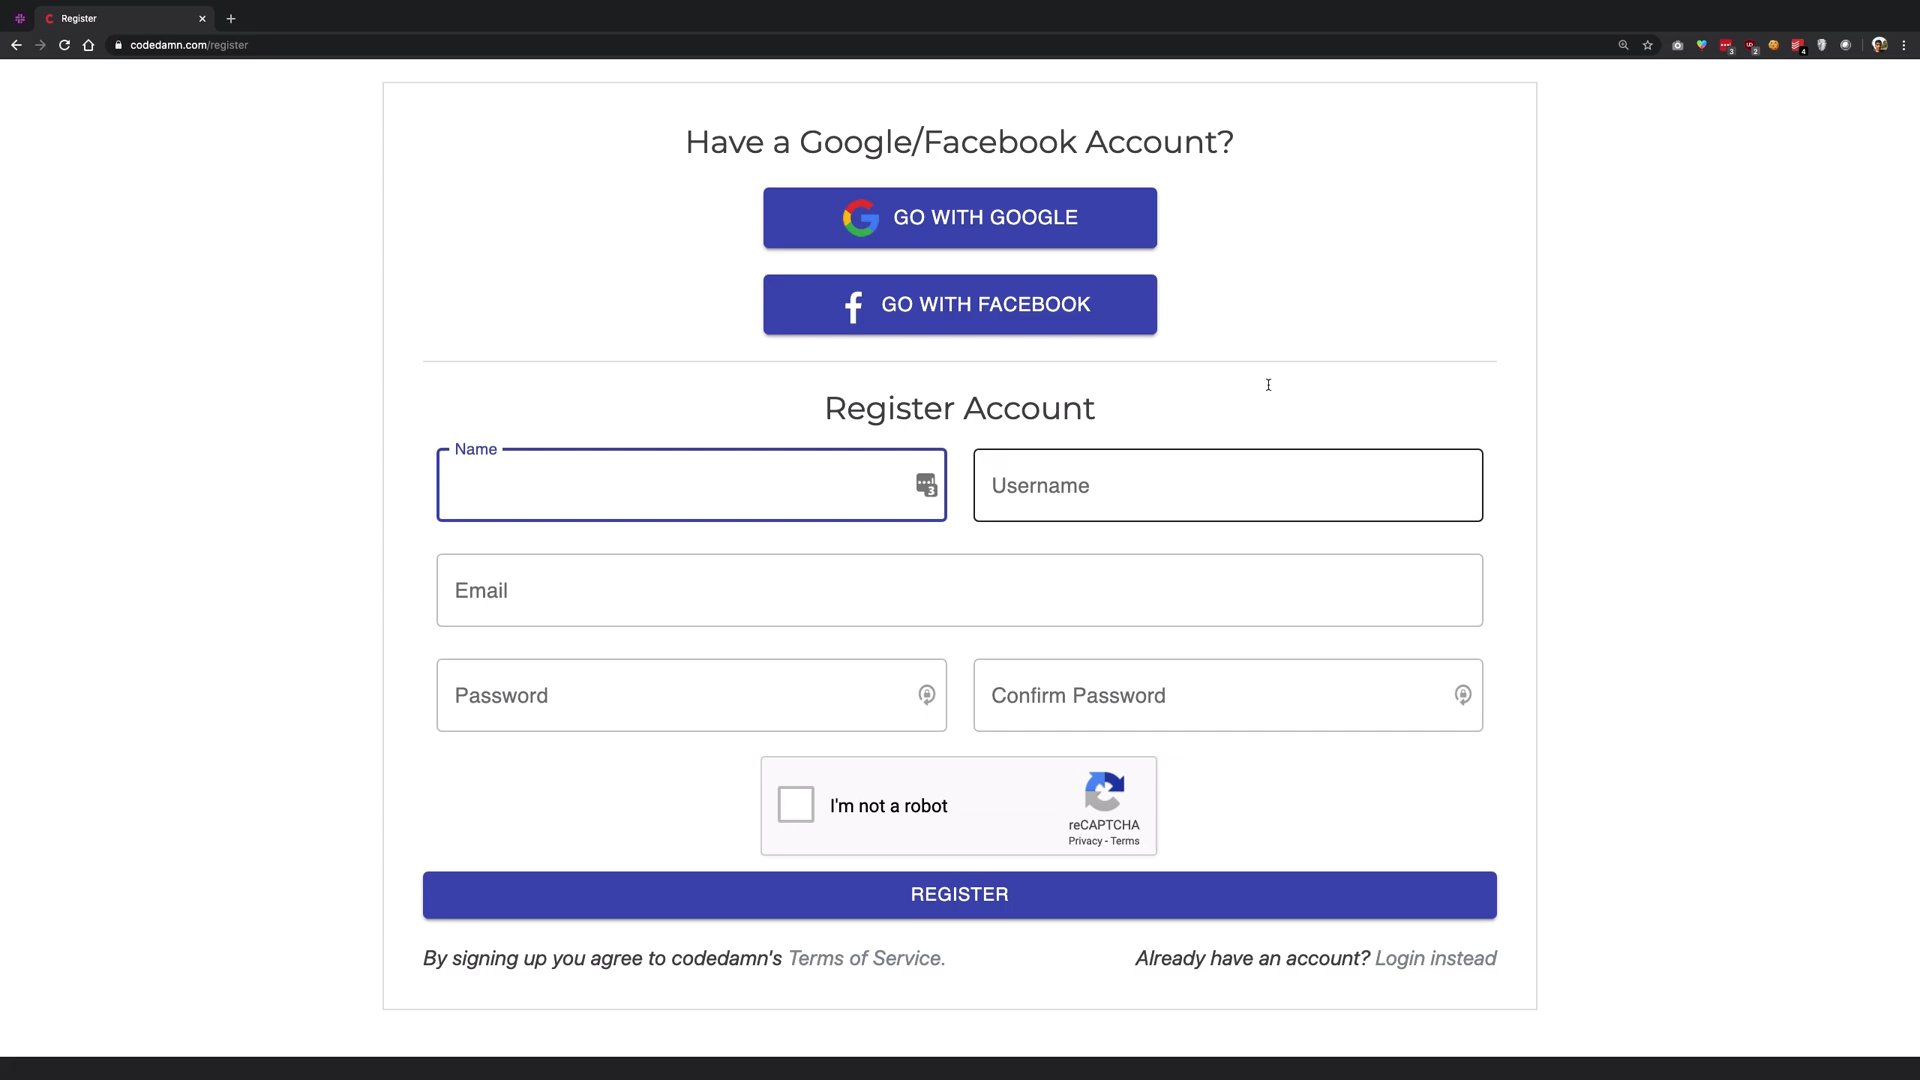 Register
codedamn.com/register
Have a Google/Facebook Account?
GO WITH GOOGLE
GO WITH FACEBOOK
Register Account
Name
3
Username
Email
Password
Confirm Password
I'm not a robot
reCAPTCHA
Privacy - Terms
REGISTER
By signing up you agree to codedamn's Terms of Service.
Already have an account? Login instead